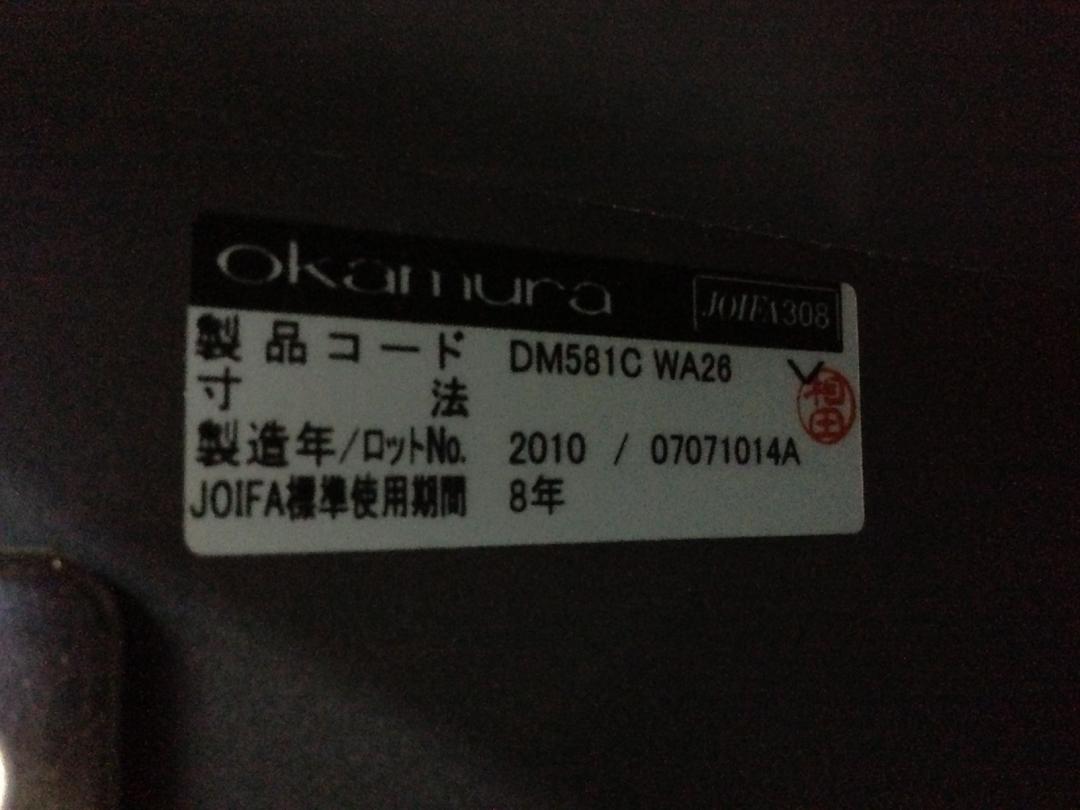 okamura
JOIFA308
製品コード DM581C WA26
寸法
製造年/ロットNo. 2010 / 07071014A
JOIFA標準使用期間 8年